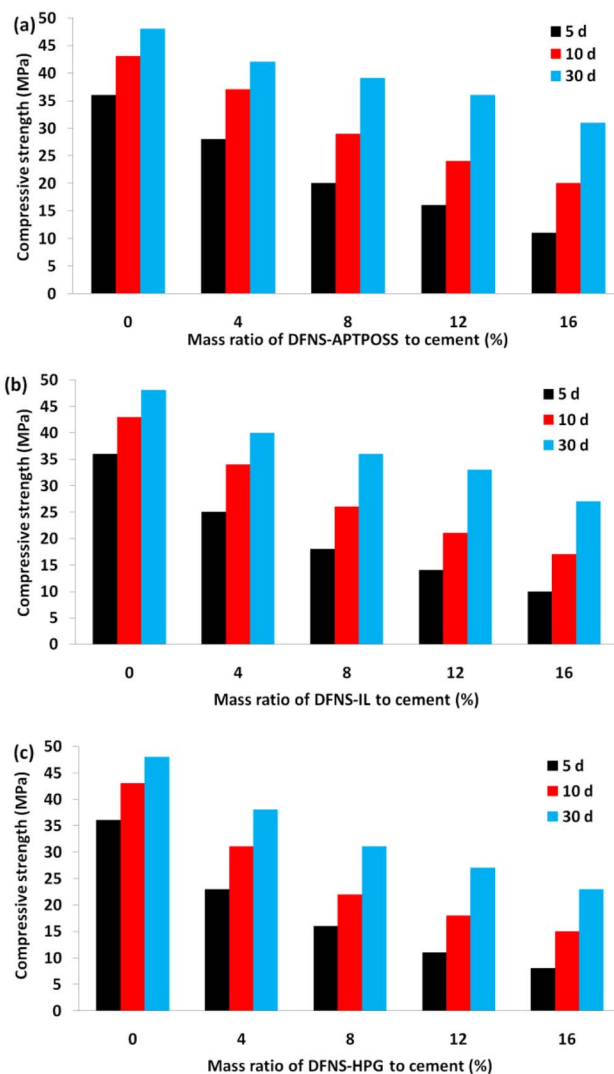 (a)
50
45
40
35
30
25
20
15
10
5
0
Compressive strength (MPa)
5 d
10 d
30 d
0 4 8 12 16
Mass ratio of DFNS-APTPOSS to cement (%)
(b)
50
45
40
35
30
25
20
15
10
5
0
Compressive strength (MPa)
5 d
10 d
30 d
0 4 8 12 16
Mass ratio of DFNS-IL to cement (%)
(c)
50
45
40
35
30
25
20
15
10
5
0
Compressive strength (MPa)
5 d
10 d
30 d
0 4 8 12 16
Mass ratio of DFNS-HPG to cement (%)